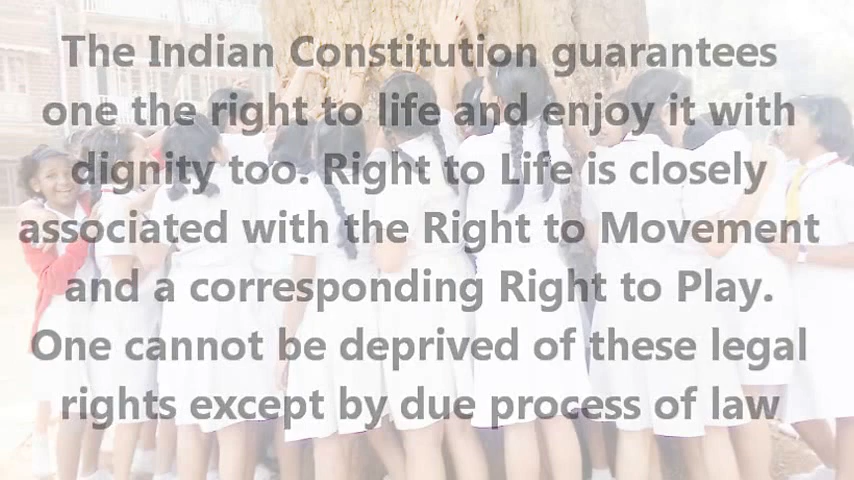 The Indian Constitution guarantees
one the right to life and enjoy it with
dignity too. Right to Life is closely
associated with the Right to Movement
and a corresponding Right to Play.
One cannot be deprived of these legal
rights except by due process of law